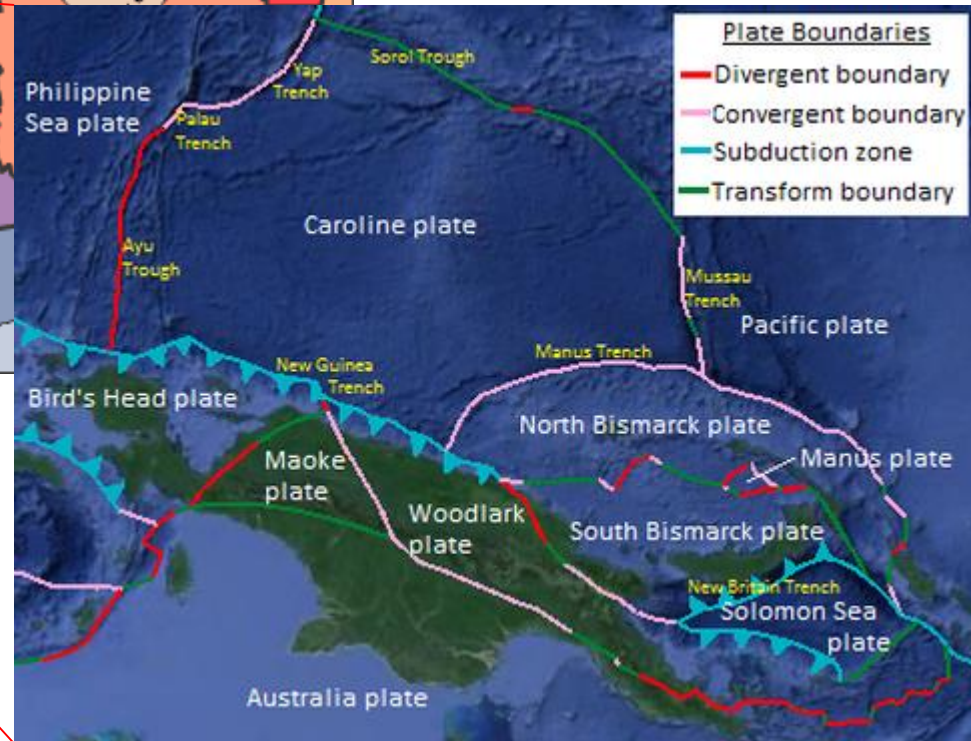 Plate Boundaries
Divergent boundary
Convergent boundary
Subduction zone
Transform boundary
Sorol Trough
Yap
Trench
Philippine
Sea plate
Palau
Trench
Caroline plate
Ayu
Trough
Mussau
Trench
Pacific plate
Manus Trench
New Guinea
Trench
Bird's Head plate
North Bismarck plate
Manus plate
Maoke
plate
Woodlark
plate
South Bismarck plate
New Britain Trench
Solomon Sea
plate
Australia plate